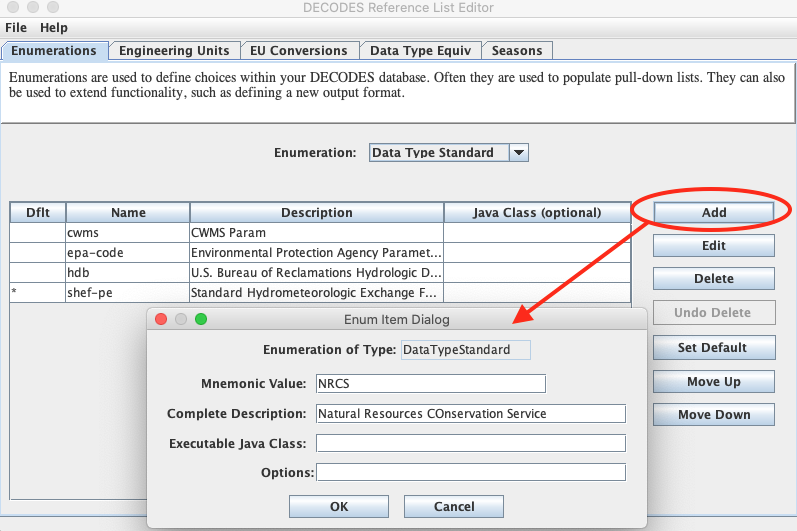 DECODES Reference List Editor
File Help
Enumerations Engineering Units EU Conversions Data Type Equiv Seasons
Enumerations are used to define choices within your DECODES database. Often they are used to populate pull-down lists. They can also
be used to extend functionality, such as defining a new output format.
Enumeration: Data Type Standard
Dflt Name Description Java Class (optional)
cwms CWMS Param
epa-code Environmental Protection Agency Paramet...
hdb U.S. Bureau of Reclamations Hydrologic D...
* shef-pe Standard Hydrometeorologic Exchange F...
Add
Edit
Delete
Undo Delete
Set Default
Move Up
Move Down
Enum Item Dialog
Enumeration of Type: DataTypeStandard
Mnemonic Value: NRCS
Complete Description: Natural Resources COnservation Service
Executable Java Class:
Options:
OK Cancel